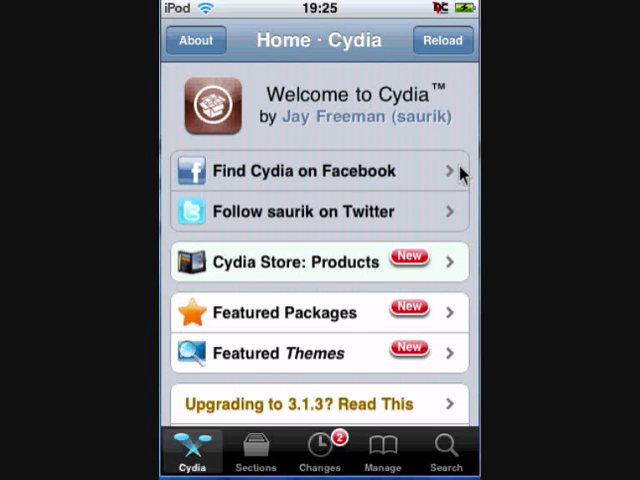 iPod 19:25
About Home · Cydia Reload
Welcome to Cydia™
by Jay Freeman (saurik)
Find Cydia on Facebook
Follow saurik on Twitter
Cydia Store: Products New
Featured Packages New
Featured Themes New
Upgrading to 3.1.3? Read This
2
Cydia Sections Changes Manage Search